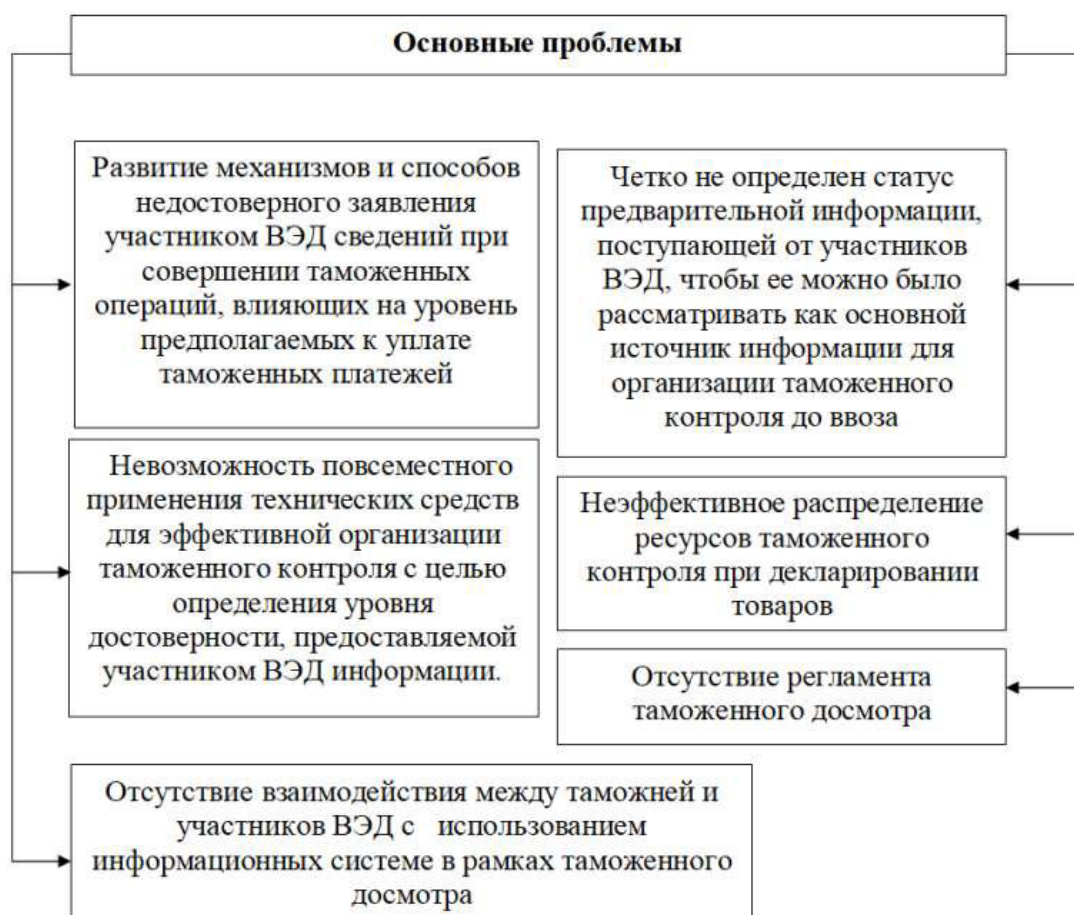 Основные проблемы
Развитие механизмов и способов
недостоверного заявления
участником ВЭД сведений при
совершении таможенных
операций, влияющих на уровень
предполагаемых к уплате
таможенных платежей
Невозможность повсеместного
применения технических средств
для эффективной организации
таможенного контроля с целью
определения уровня
достоверности, предоставляемой
участником ВЭД информации.
Отсутствие взаимодействия между таможней и
участников ВЭД с использованием
информационных системе в рамках таможенного
досмотра
Четко не определен статус
предварительной информации,
поступающей от участников
ВЭД, чтобы ее можно было
рассматривать как основной
источник информации для
организации таможенного
контроля до ввоза
Неэффективное распределение
ресурсов таможенного
контроля при декларировании
товаров
Отсутствие регламента
таможенного досмотра